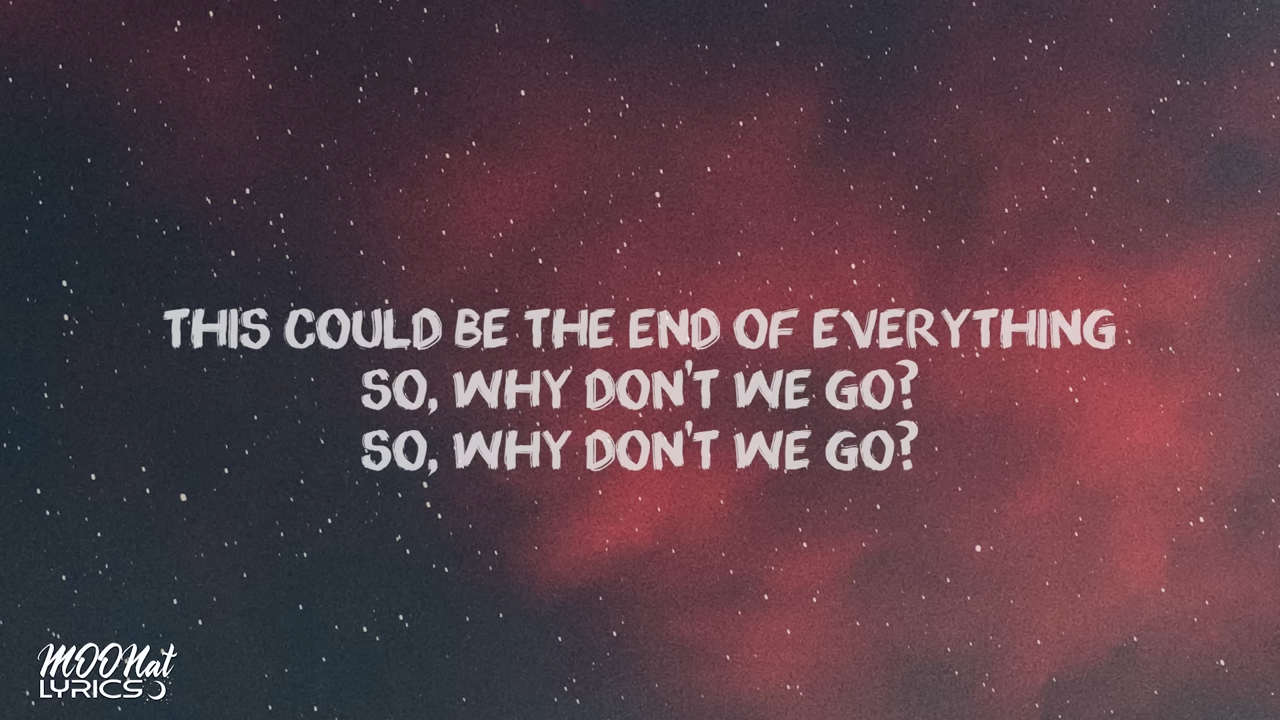 THIS COULD BE THE END OF EVERYTHING
SO, WHY DON'T WE GO?
SO, WHY DON'T WE GO?
MOONat
LYRICS